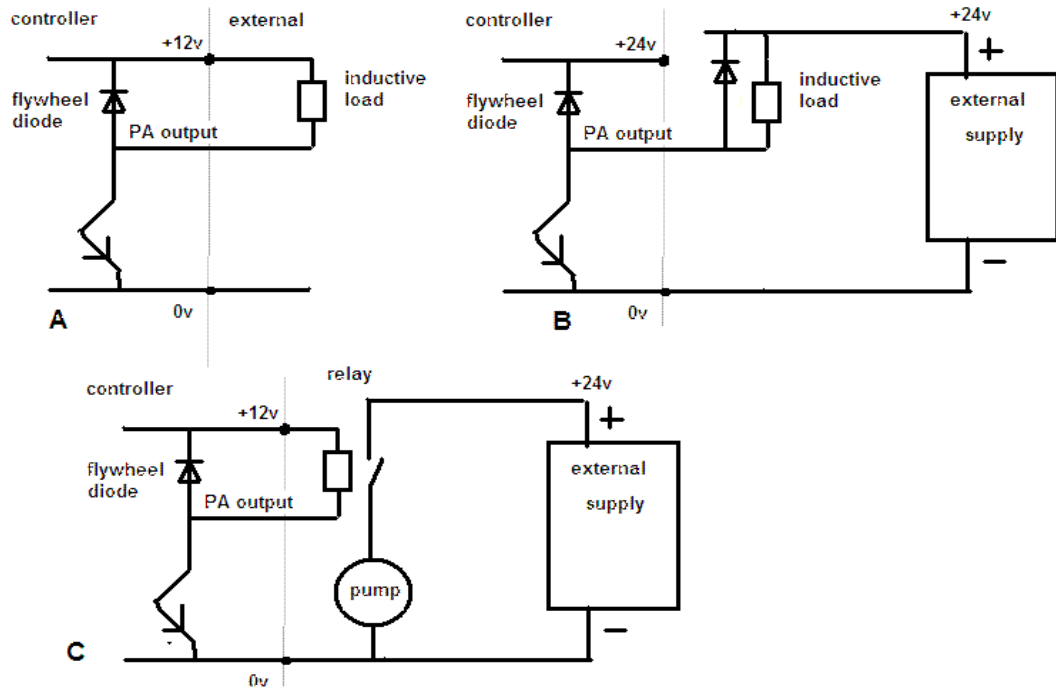 controller
external
+12v
flywheel
diode
inductive
load
PA output
0v
A
controller
+24v
+24v
+
flywheel
diode
inductive
load
PA output
external
supply
−
0v
B
controller
relay
+12v
+24v
+
flywheel
diode
PA output
external
supply
pump
−
C
0v